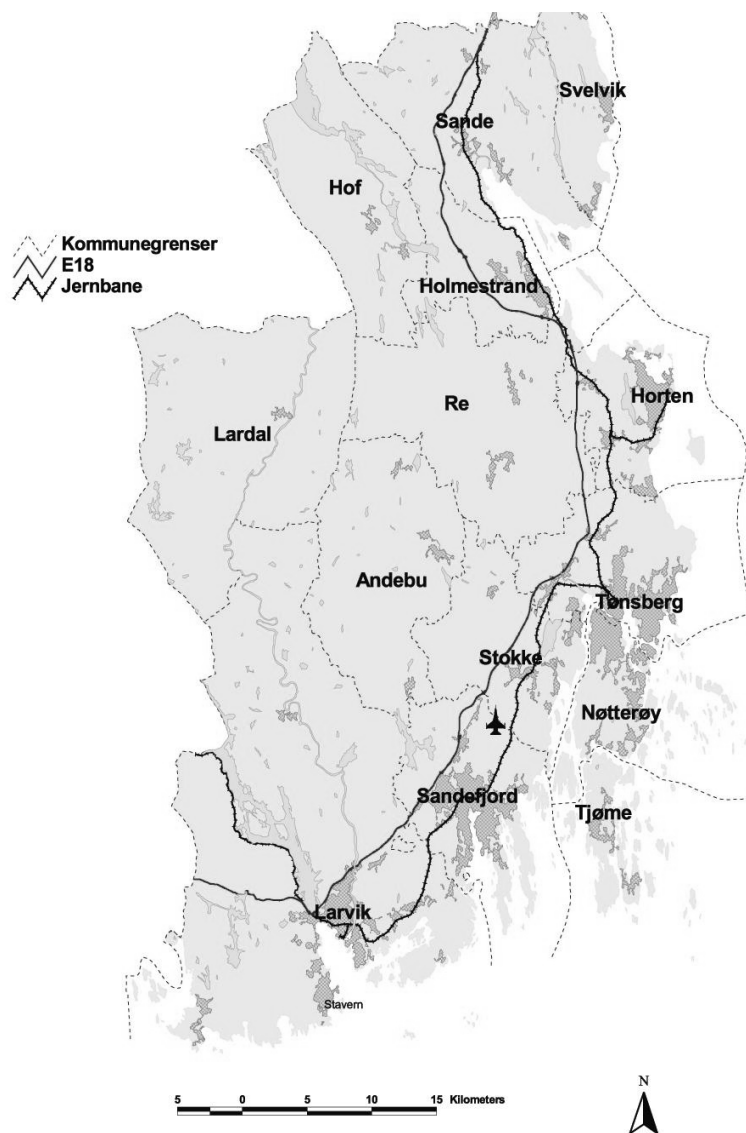 Svelvik
Sande
Hof
Kommunegrenser
E18
Jernbane
Holmestrand
Horten
Re
Lardal
Andebu
Tønsberg
Stokke
Nøtterøy
Sandefjord
Tjøme
Larvik
Stavern
N
5 0 5 10 15 Kilometers